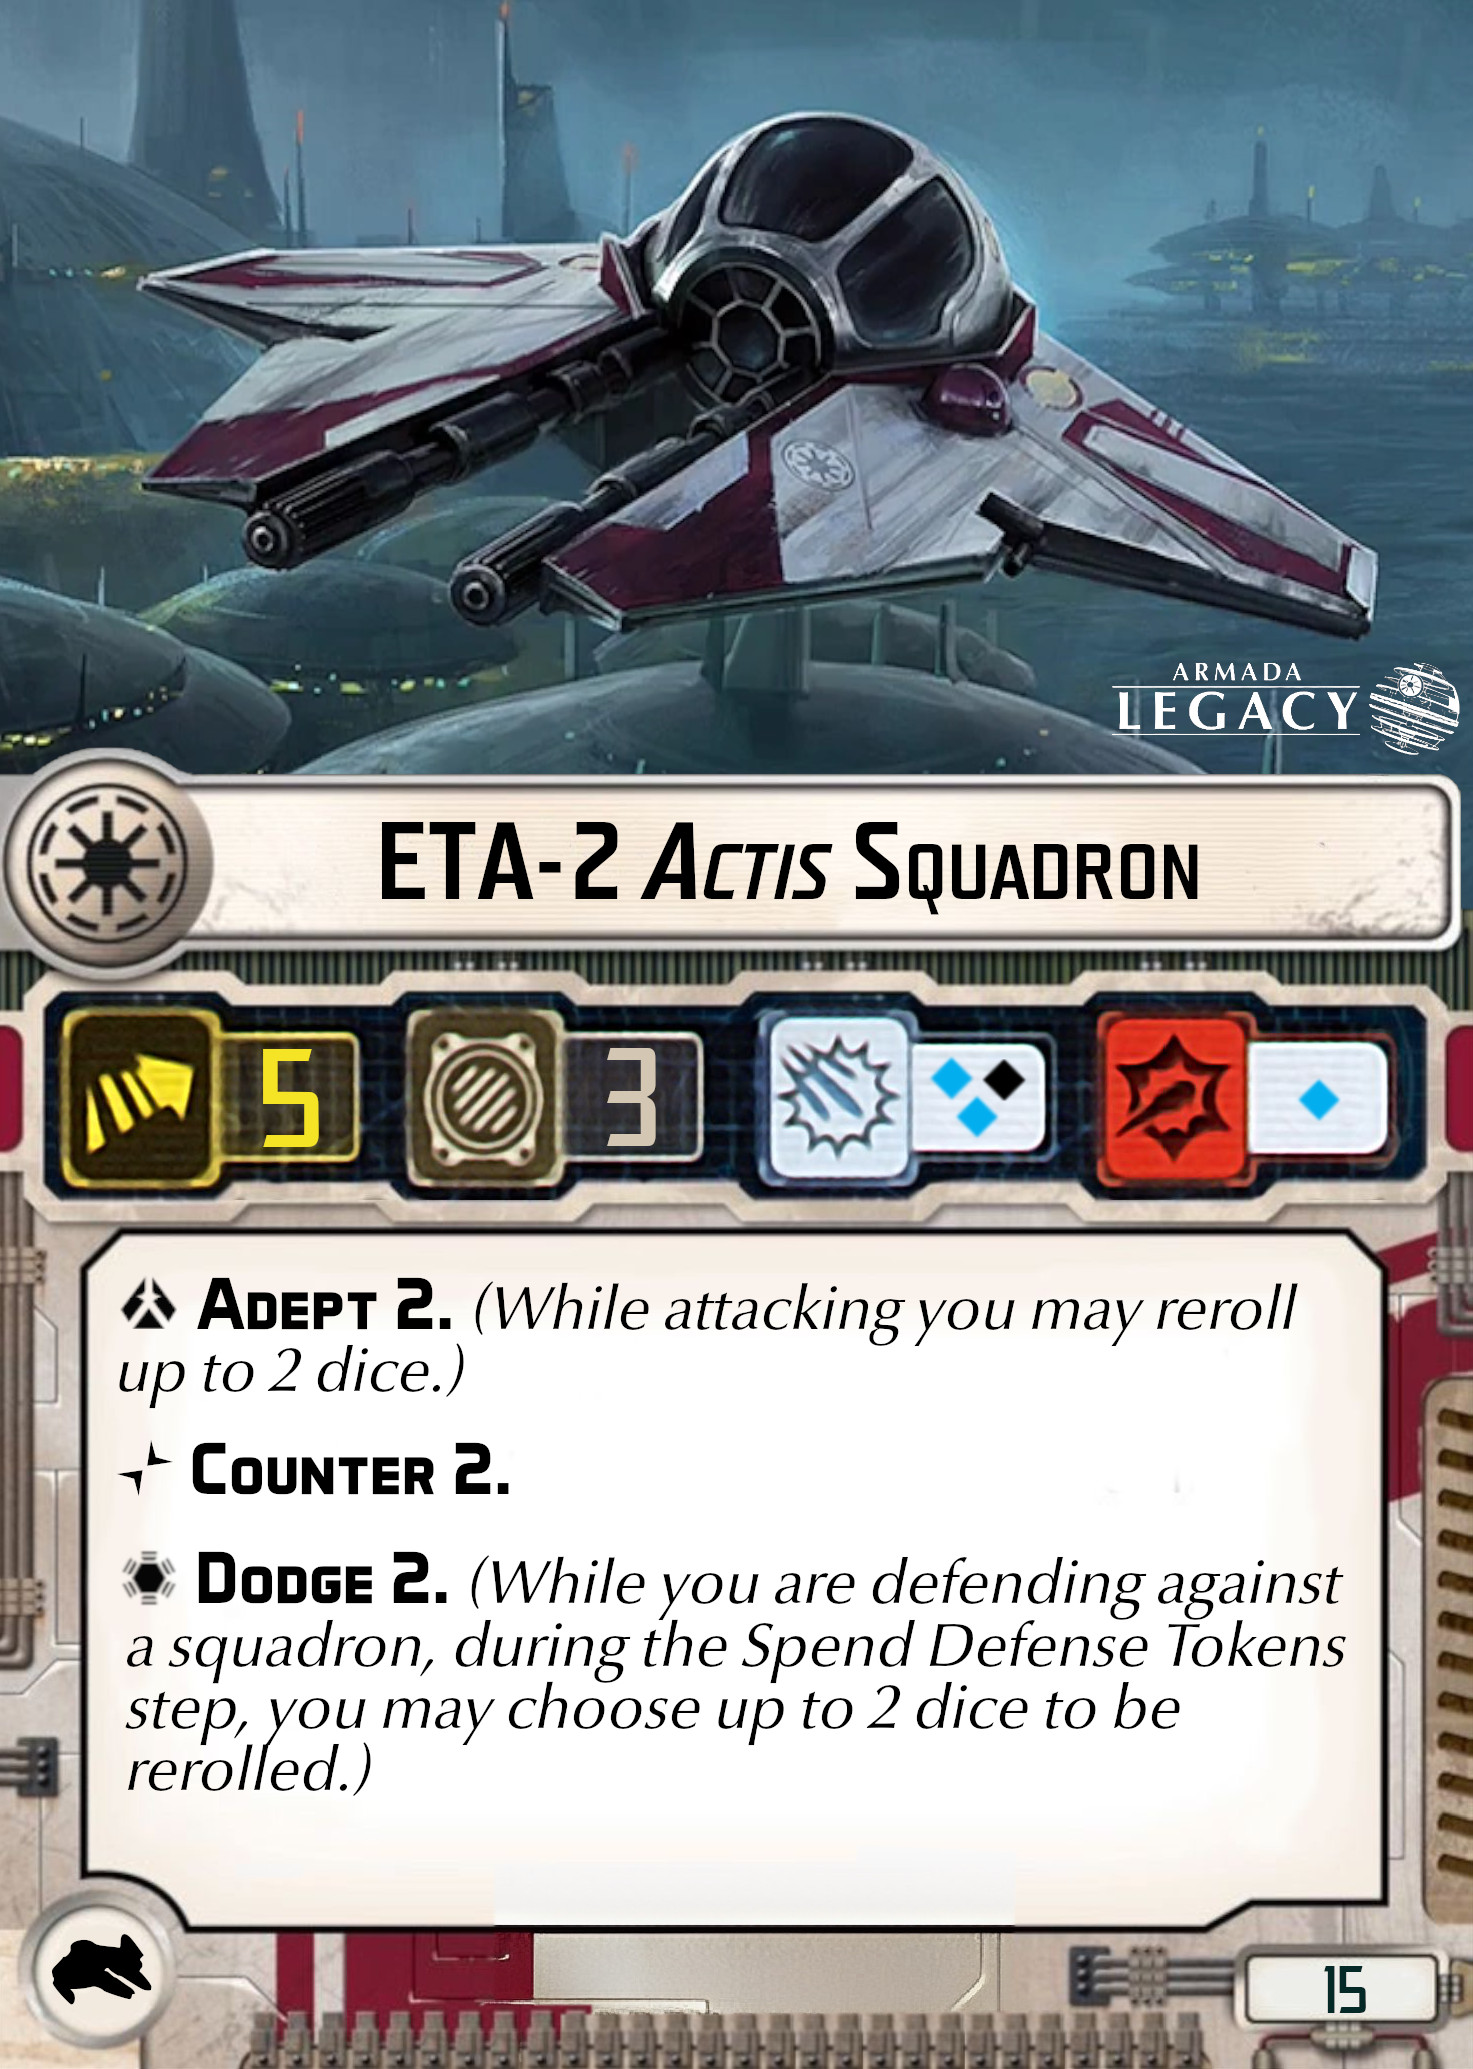 ARMADA
LEGACY
ETA-2 ACTIS SQUADRON
5
3
ADEPT 2. (While attacking you may reroll
up to 2 dice.)
COUNTER 2.
DODGE 2. (While you are defending against
a squadron, during the Spend Defense Tokens
step, you may choose up to 2 dice to be
rerolled.)
15